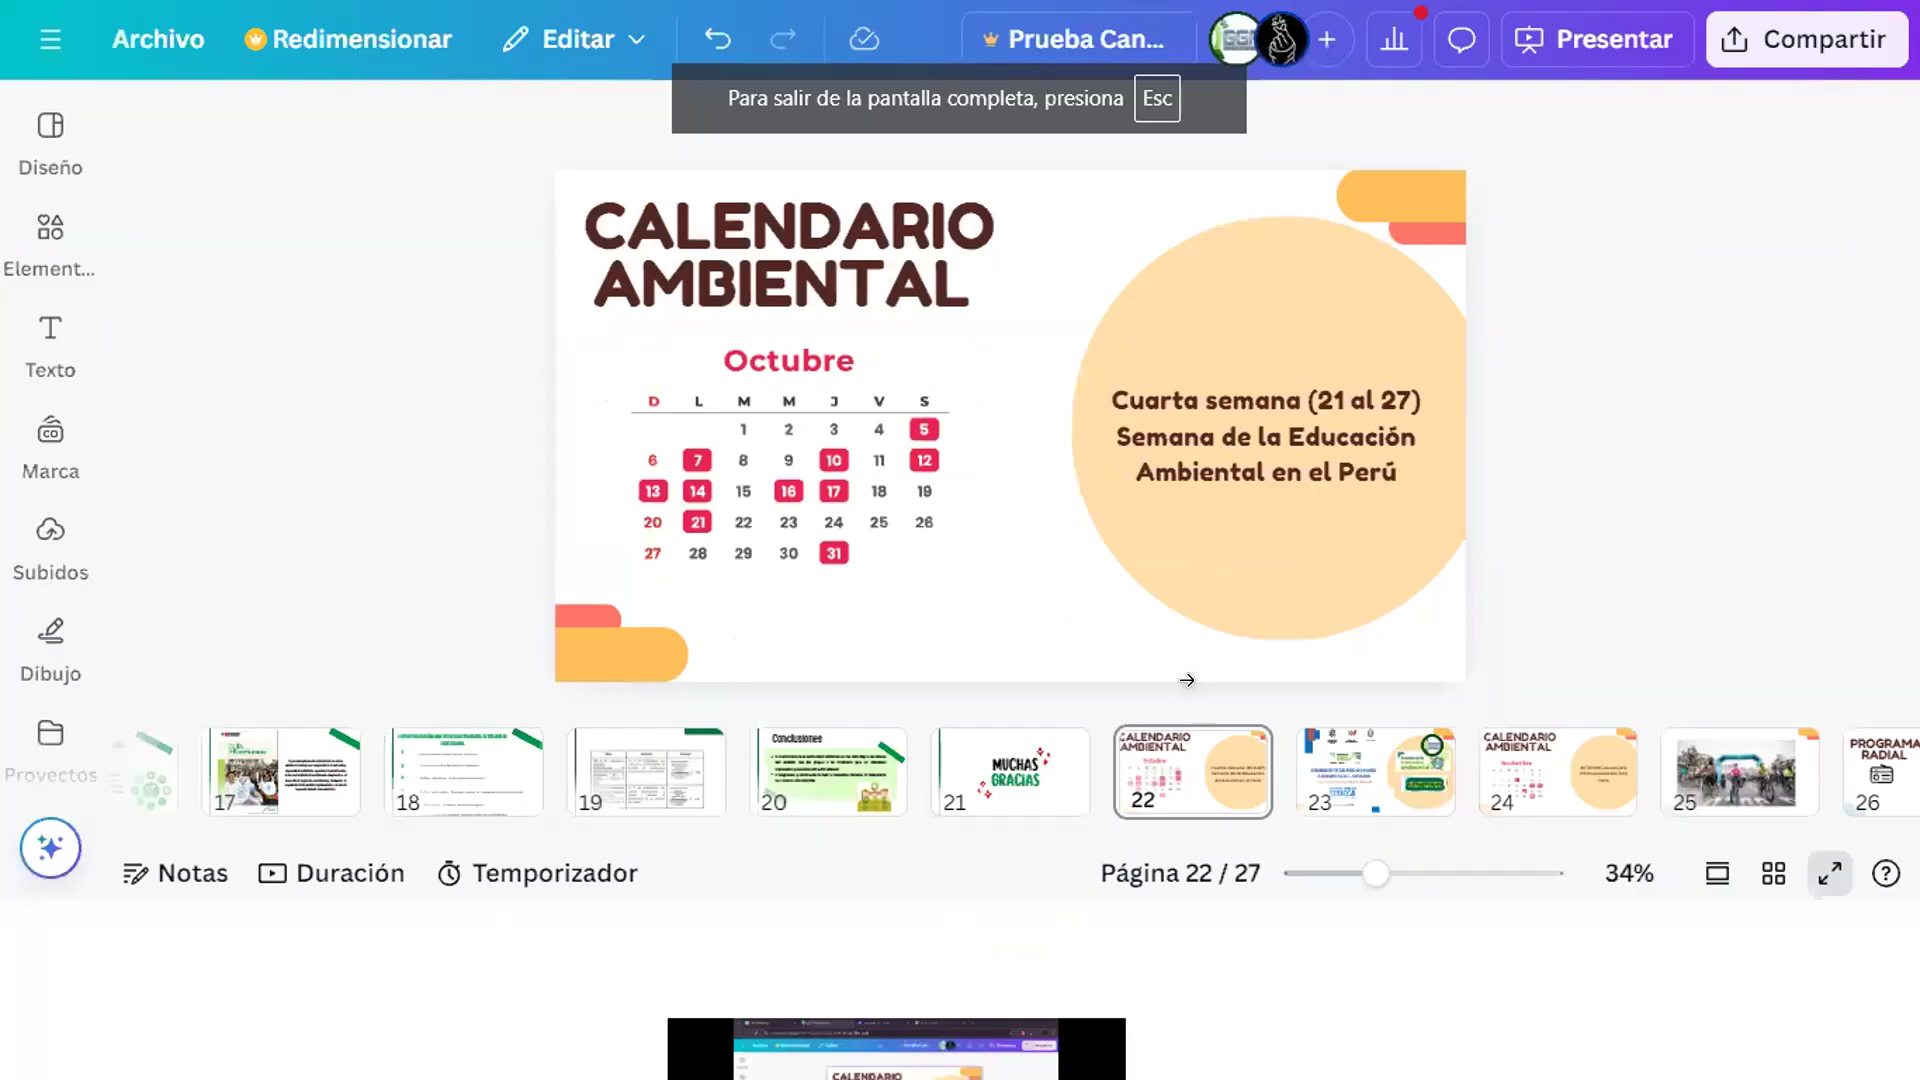 Archivo
Redimensionar
Editar
Prueba Can...
Presentar
Compartir
Para salir de la pantalla completa, presiona Esc
Diseño
Element...
Texto
Marca
Subidos
Dibujo
Proyectos
CALENDARIO
AMBIENTAL
Octubre
D L M M J V S
1 2 3 4 5
6 7 8 9 10 11 12
13 14 15 16 17 18 19
20 21 22 23 24 25 26
27 28 29 30 31
Cuarta semana (21 al 27)
Semana de la Educación
Ambiental en el Perú
17
18
19
Conclusiones
20
MUCHAS
GRACIAS
21
CALENDARIO
AMBIENTAL
22
23
CALENDARIO
AMBIENTAL
Noviembre
24
25
PROGRAMA
RADIAL
26
Notas
Duración
Temporizador
Página 22 / 27
34%
CALENDARIO